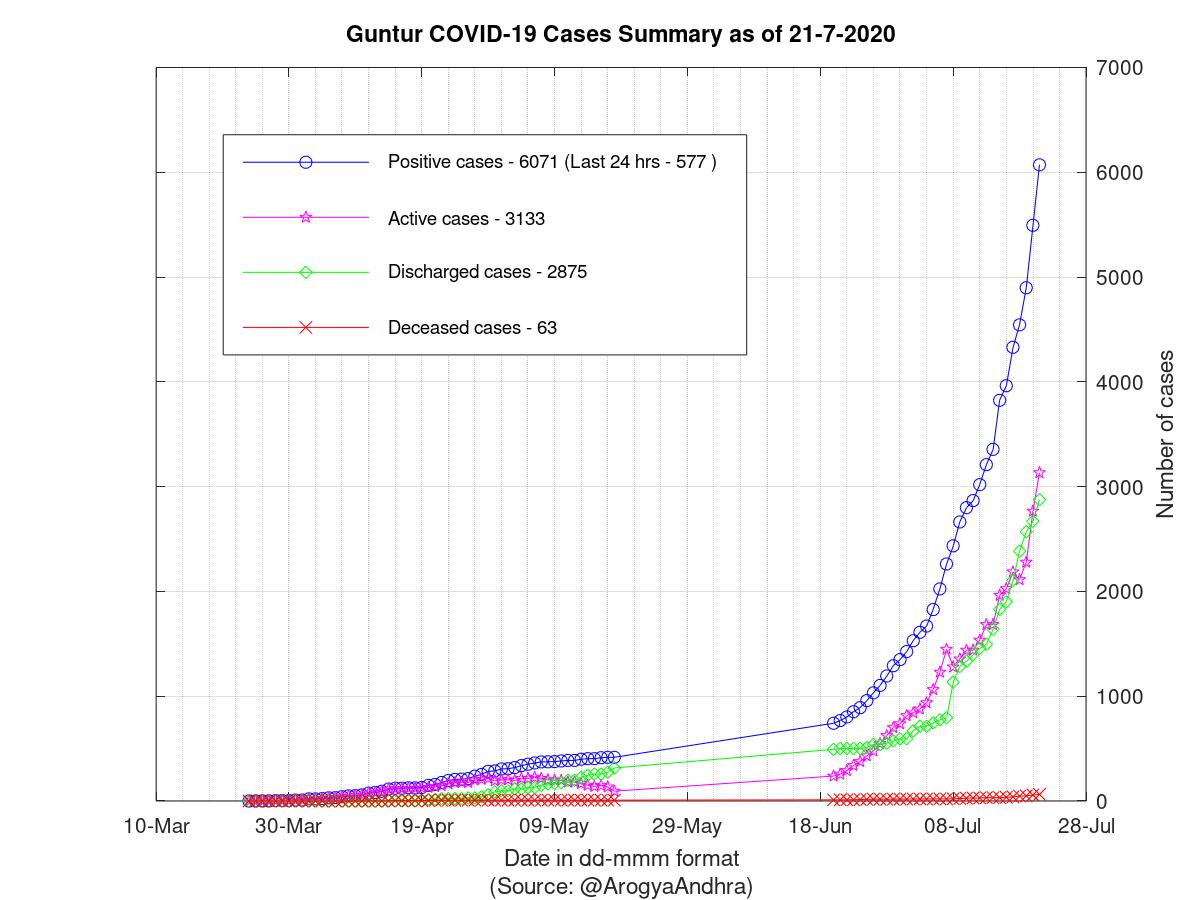 Guntur COVID-19 Cases Summary as of 21-7-2020
Positive cases - 6071 (Last 24 hrs - 577 )
Active cases - 3133
Discharged cases - 2875
Deceased cases - 63
7000
6000
5000
4000
3000
2000
1000
0
Number of cases
10-Mar 30-Mar 19-Apr 09-May 29-May 18-Jun 08-Jul 28-Jul
Date in dd-mmm format
(Source: @ArogyaAndhra)